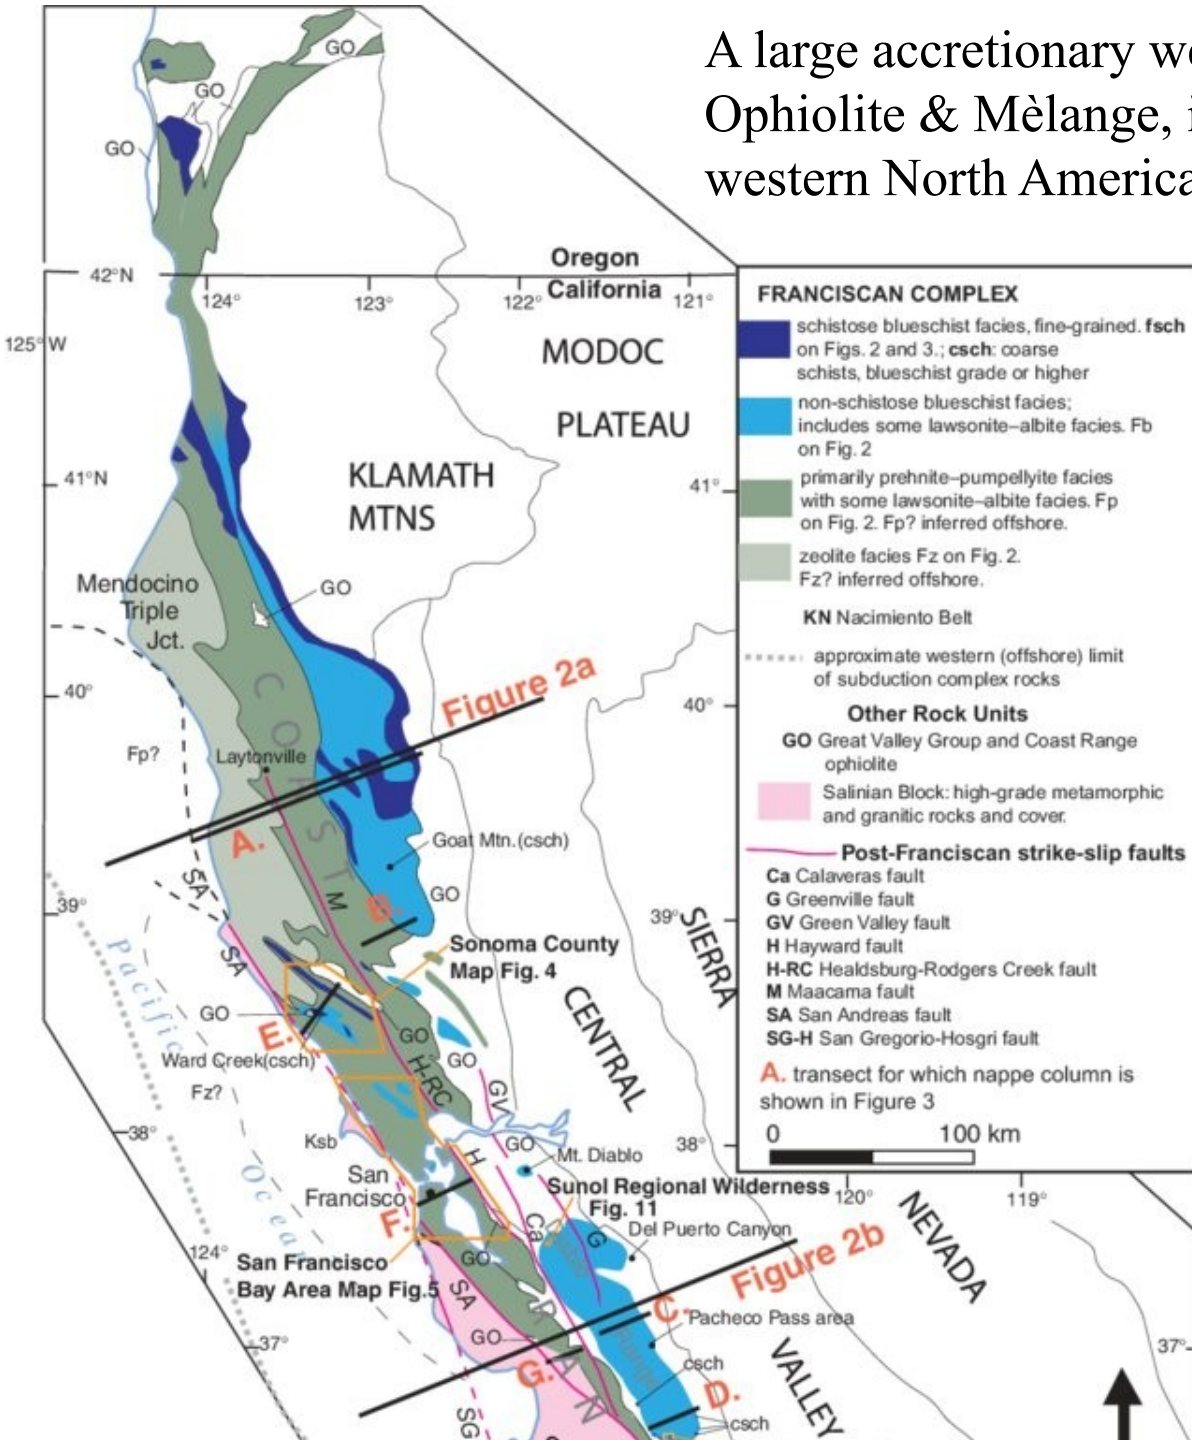 A large accretionary we
Ophiolite & Mèlange, i
western North America
GO
GO
GO
Oregon
42°N
California
124°
123°
122°
121°
125° W
MODOC
PLATEAU
KLAMATH
MTNS
41°N
41°
GO
Mendocino
Triple
Jct.
40°
40°
Figure 2a
Fp?
Laytonville
A.
Goat Mtn.(csch)
SA
M
B.
GO
39°
39°
COAST
SIERRA
Sonoma County
Map Fig. 4
SA
Pacific
GO
E.
GO
CENTRAL
Ward Creek(csch)
GO
H-RC
GV
Fz?
38°
Ksb
H
GO
Mt. Diablo
38°
San
Francisco
Sunol Regional Wilderness
Fig. 11
120°
119°
NEVADA
F.
Ca
G
Del Puerto Canyon
Ocean
124°
San Francisco
Bay Area Map Fig.5
GO
SA
Figure 2b
C.
Pacheco Pass area
37°
37°
GO
RAN
Range
VALLEY
G.
csch
D.
SG
csch
FRANCISCAN COMPLEX
schistose blueschist facies, fine-grained. fsch
on Figs. 2 and 3.; csch: coarse
schists, blueschist grade or higher
non-schistose blueschist facies;
includes some lawsonite–albite facies. Fb
on Fig. 2
primarily prehnite–pumpellyite facies
with some lawsonite–albite facies. Fp
on Fig. 2. Fp? inferred offshore.
zeolite facies Fz on Fig. 2.
Fz? inferred offshore.
KN Nacimiento Belt
approximate western (offshore) limit
of subduction complex rocks
Other Rock Units
GO Great Valley Group and Coast Range
ophiolite
Salinian Block: high-grade metamorphic
and granitic rocks and cover.
Post-Franciscan strike-slip faults
Ca Calaveras fault
G Greenville fault
GV Green Valley fault
H Hayward fault
H-RC Healdsburg-Rodgers Creek fault
M Maacama fault
SA San Andreas fault
SG-H San Gregorio-Hosgri fault
A. transect for which nappe column is
shown in Figure 3
0 100 km